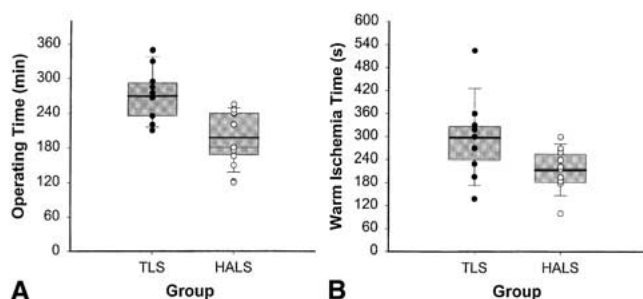 Operating Time (min)
360
300
240
180
120
60
0
TLS HALS
Group
A
Warm Ischemia Time (s)
600
540
480
420
360
300
240
180
120
60
0
TLS HALS
Group
B